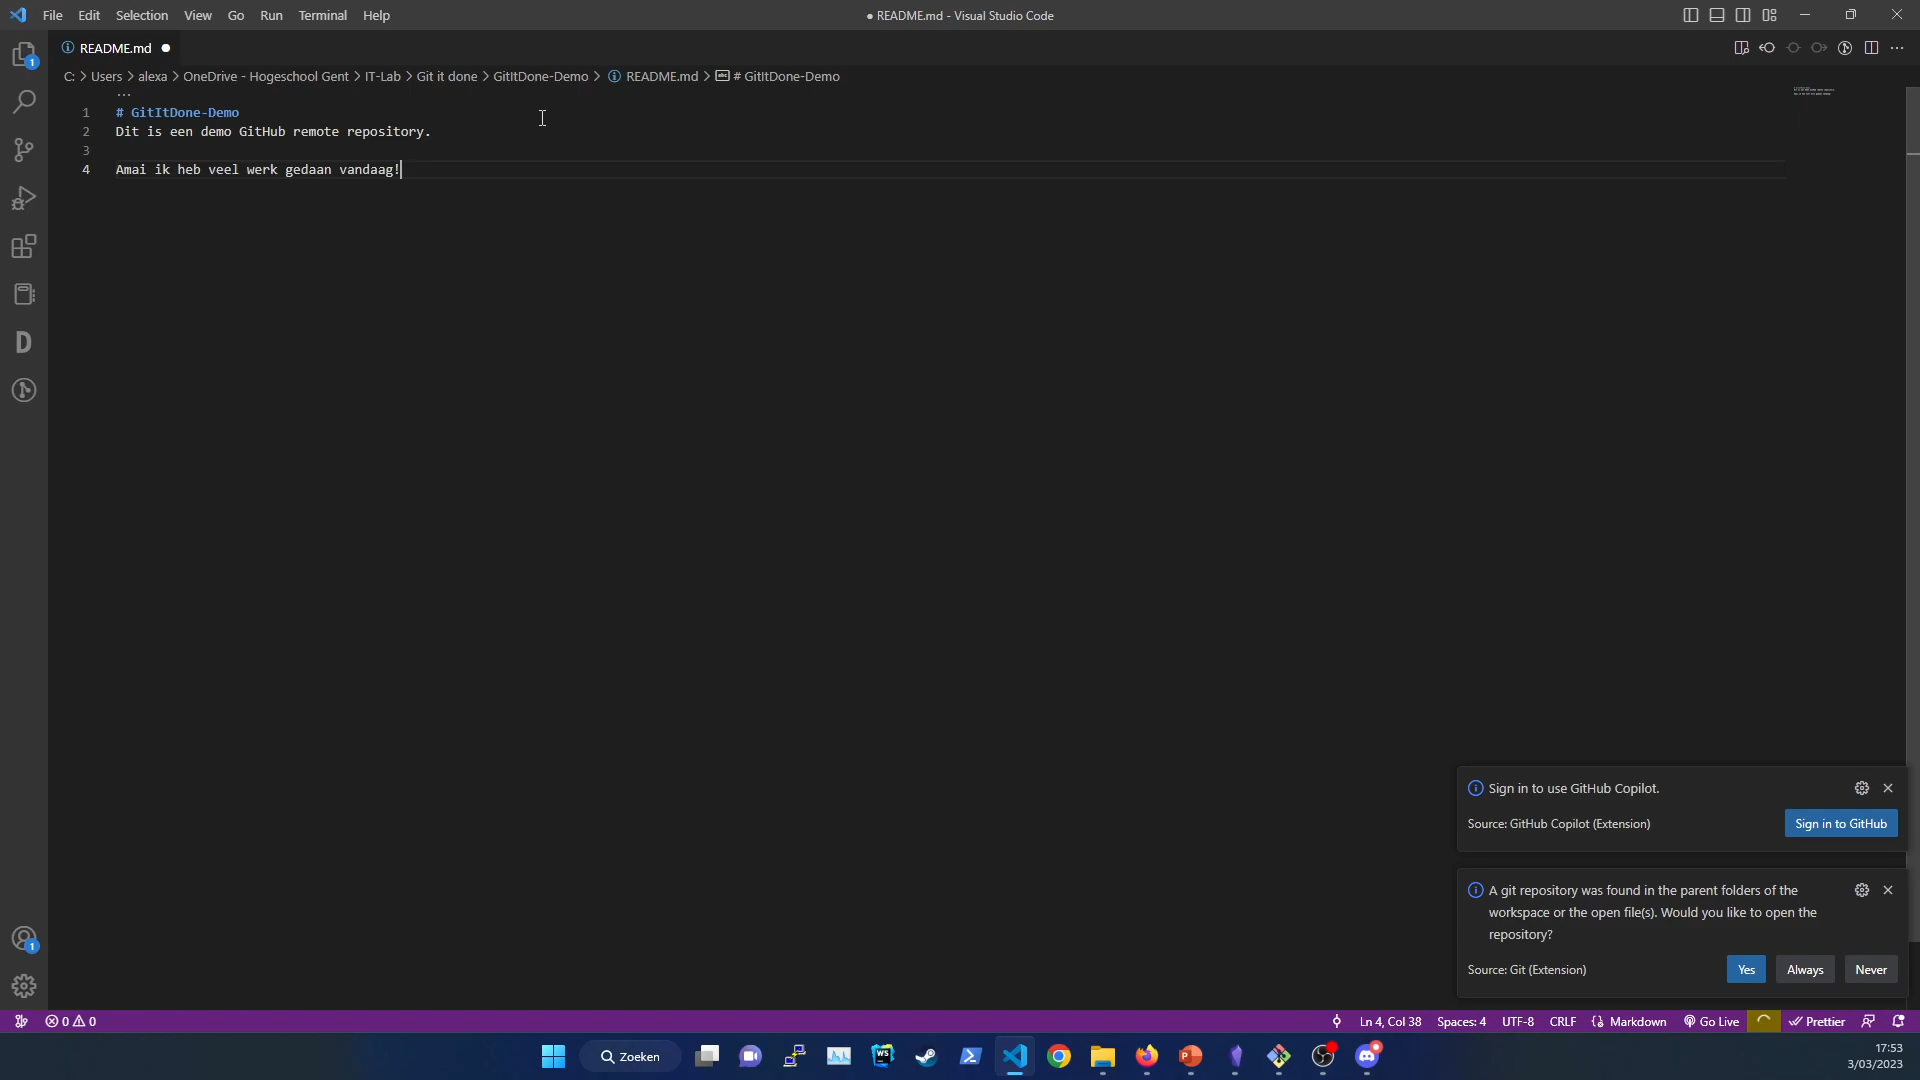 File Edit Selection View Go Run Terminal Help
● README.md - Visual Studio Code
README.md ●
C: > Users > alexa > OneDrive - Hogeschool Gent > IT-Lab > Git it done > GitItDone-Demo > README.md > # GitItDone-Demo
...
1 # GitItDone-Demo
2 Dit is een demo GitHub remote repository.
3
4 Amai ik heb veel werk gedaan vandaag!
1
D
Sign in to use GitHub Copilot.
Source: GitHub Copilot (Extension)
Sign in to GitHub
A git repository was found in the parent folders of the
workspace or the open file(s). Would you like to open the
repository?
Source: Git (Extension)
Yes Always Never
1
0 0
Ln 4, Col 38 Spaces: 4 UTF-8 CRLF Markdown Go Live Prettier
Zoeken
WS
P
17:53
3/03/2023